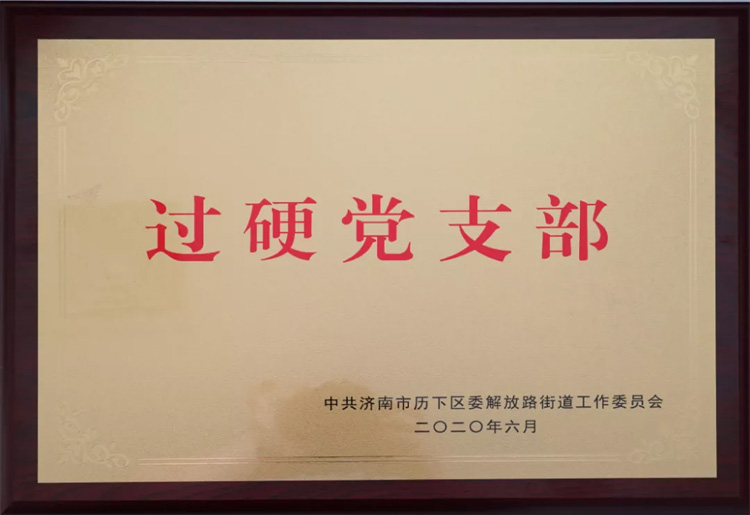 过硬党支部
中共济南市历下区委解放路街道工作委员会
二〇二〇年六月